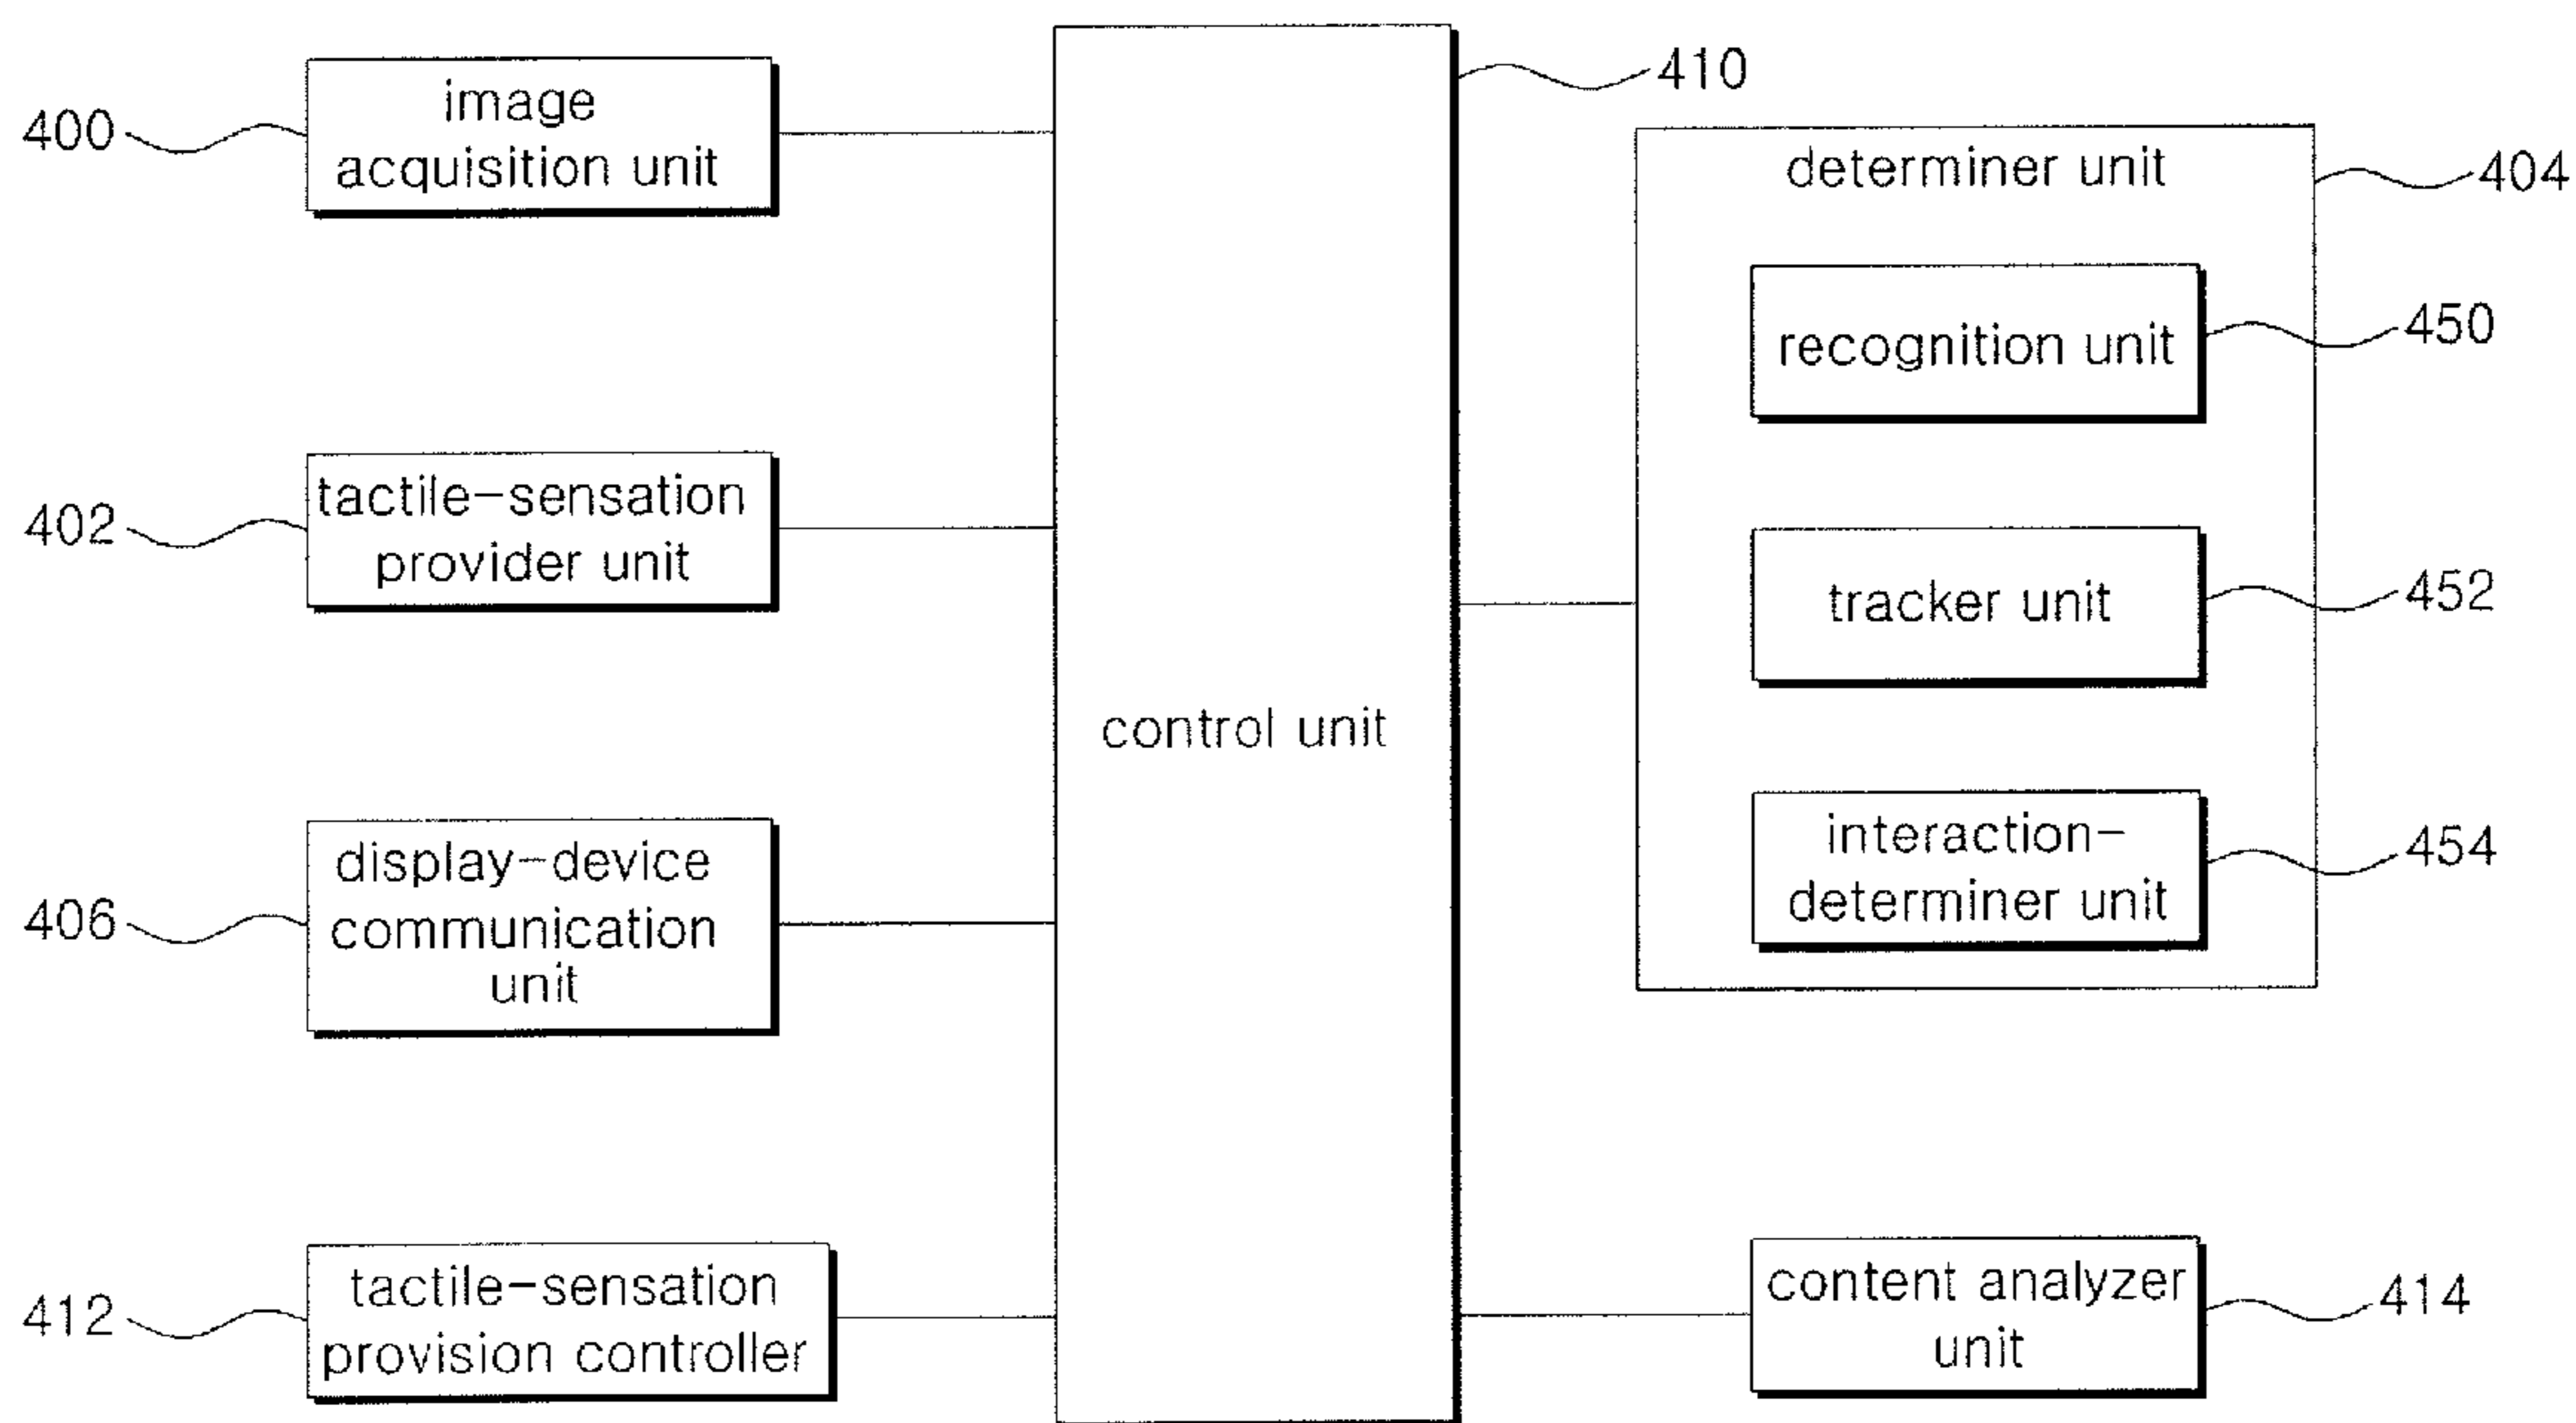 400
image
acquisition unit
402
tactile-sensation
provider unit
406
display-device
communication
unit
412
tactile-sensation
provision controller
control unit
410
determiner unit
404
recognition unit
450
tracker unit
452
interaction-
determiner unit
454
content analyzer
unit
414